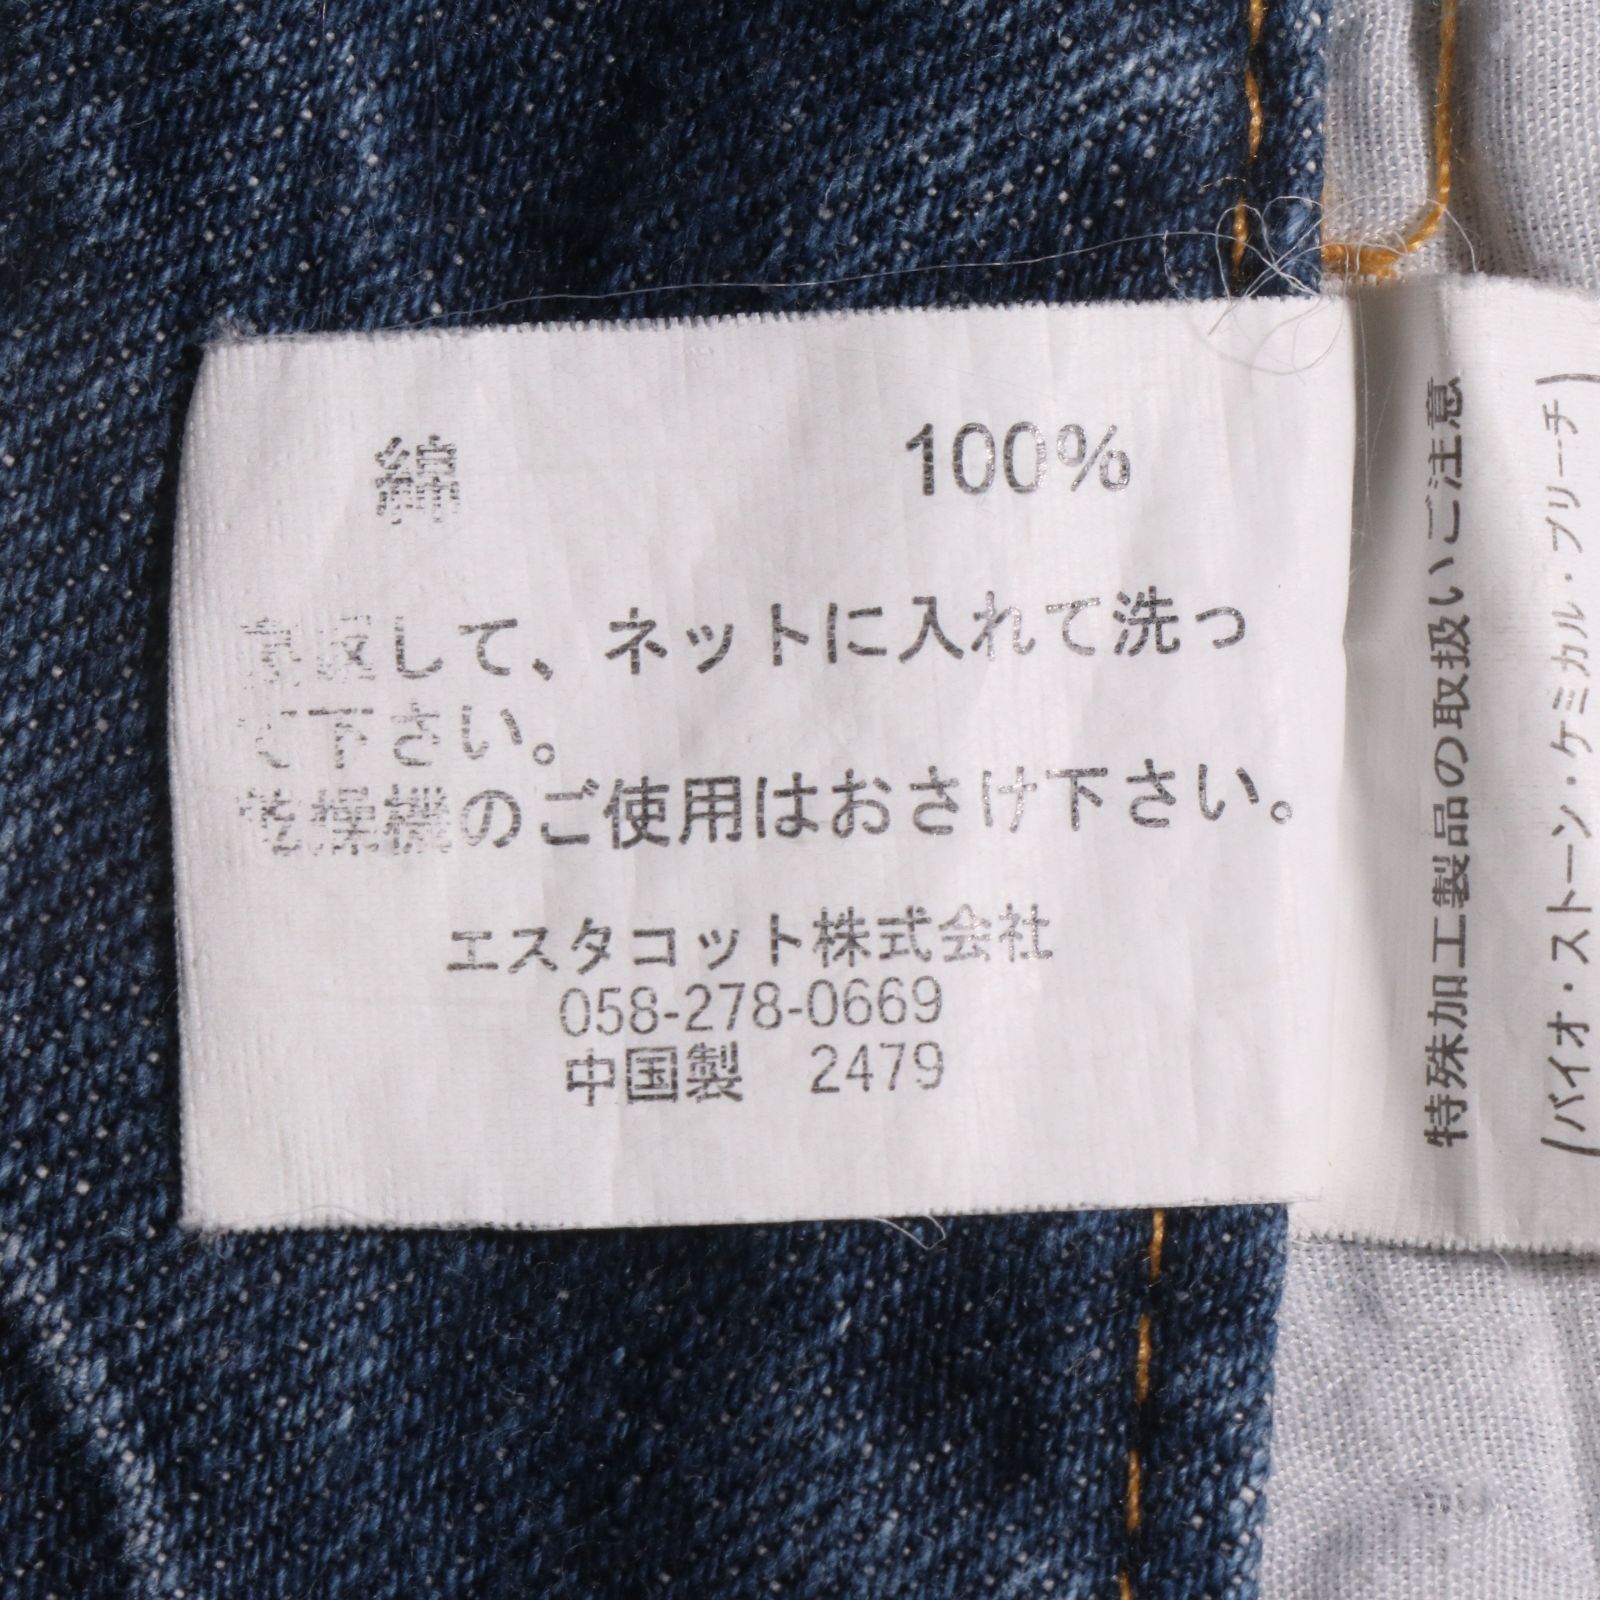 綿 100%
裏返して、ネットに入れて洗っ
て下さい。
乾燥機のご使用はおさけ下さい。
エスタコット株式会社
058-278-0669
中国製 2479
特殊加工製品の取扱いご注意
(バイオ・ストーン・ケミカル・ブリーチ)